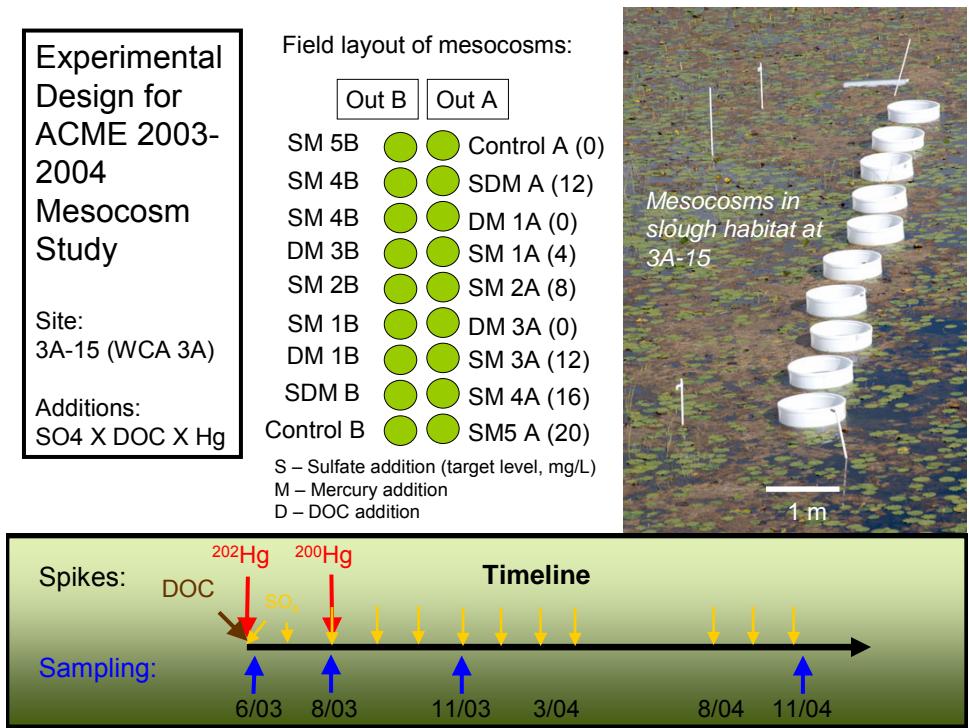 Experimental
Design for
ACME 2003-
2004
Mesocosm
Study
Site:
3A-15 (WCA 3A)
Additions:
SO4 X DOC X Hg
Field layout of mesocosms:
Out B
Out A
SM 5B
Control A (0)
SM 4B
SDM A (12)
SM 4B
DM 1A (0)
DM 3B
SM 1A (4)
SM 2B
SM 2A (8)
SM 1B
DM 3A (0)
DM 1B
SM 3A (12)
SDM B
SM 4A (16)
Control B
SM5 A (20)
S – Sulfate addition (target level, mg/L)
M – Mercury addition
D – DOC addition
Mesocosms in
slough habitat at
3A-15
1 m
Spikes:
DOC
202Hg
SO4
200Hg
Timeline
Sampling:
6/03
8/03
11/03
3/04
8/04
11/04